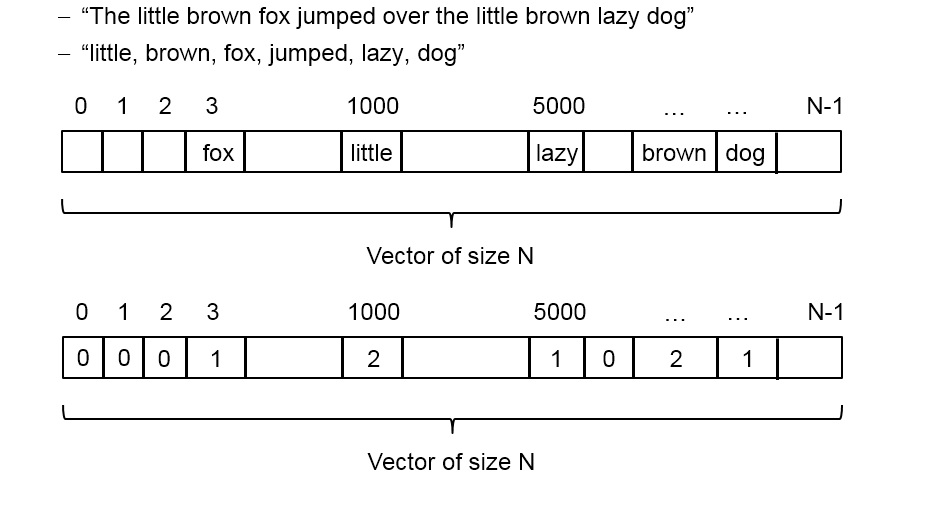 – “The little brown fox jumped over the little brown lazy dog”
– “little, brown, fox, jumped, lazy, dog”
0 1 2 3 1000 5000 … … N-1
fox little lazy brown dog
Vector of size N
0 1 2 3 1000 5000 … … N-1
0 0 0 1 2 1 0 2 1
Vector of size N